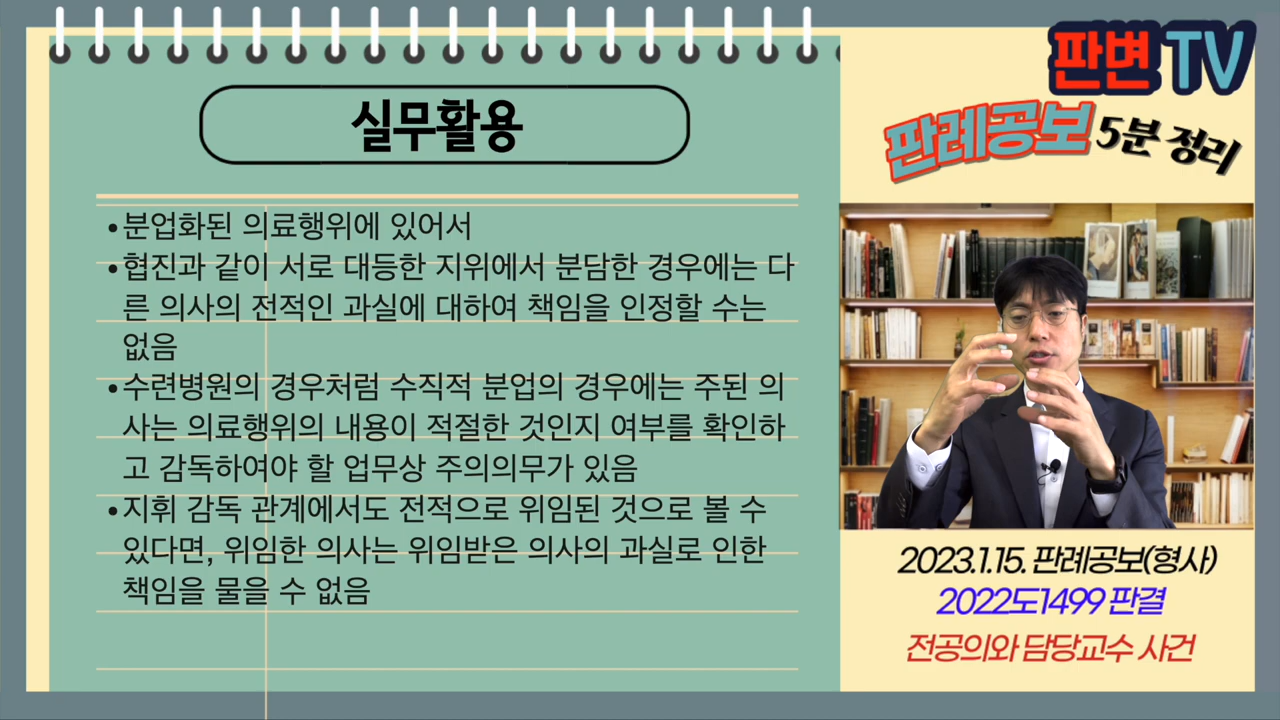 실무활용
•분업화된 의료행위에 있어서
•협진과 같이 서로 대등한 지위에서 분담한 경우에는 다
른 의사의 전적인 과실에 대하여 책임을 인정할 수는
없음
•수련병원의 경우처럼 수직적 분업의 경우에는 주된 의
사는 의료행위의 내용이 적절한 것인지 여부를 확인하
고 감독하여야 할 업무상 주의의무가 있음
•지휘 감독 관계에서도 전적으로 위임된 것으로 볼 수
있다면, 위임한 의사는 위임받은 의사의 과실로 인한
책임을 물을 수 없음
판변 TV
판례공보 5분 정리
2023.1.15. 판례공보(형사)
2022도1499 판결
전공의와 담당교수 사건